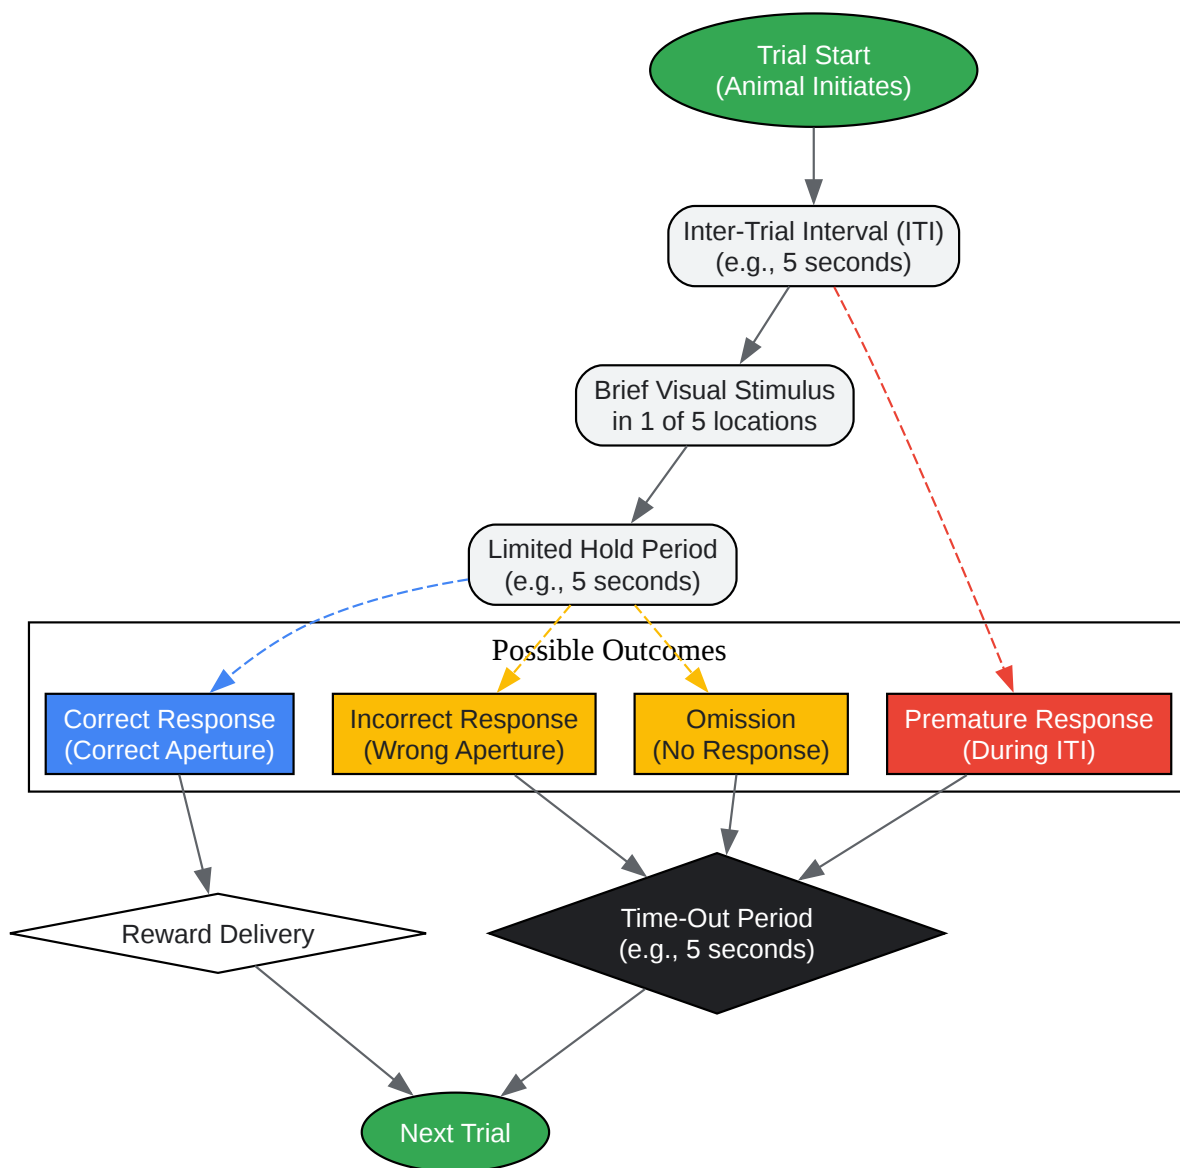 Trial Start
(Animal Initiates)
Inter-Trial Interval (ITI)
(e.g., 5 seconds)
Brief Visual Stimulus
in 1 of 5 locations
Limited Hold Period
(e.g., 5 seconds)
Possible Outcomes
Correct Response
(Correct Aperture)
Incorrect Response
(Wrong Aperture)
Omission
(No Response)
Premature Response
(During ITI)
Reward Delivery
Time-Out Period
(e.g., 5 seconds)
Next Trial